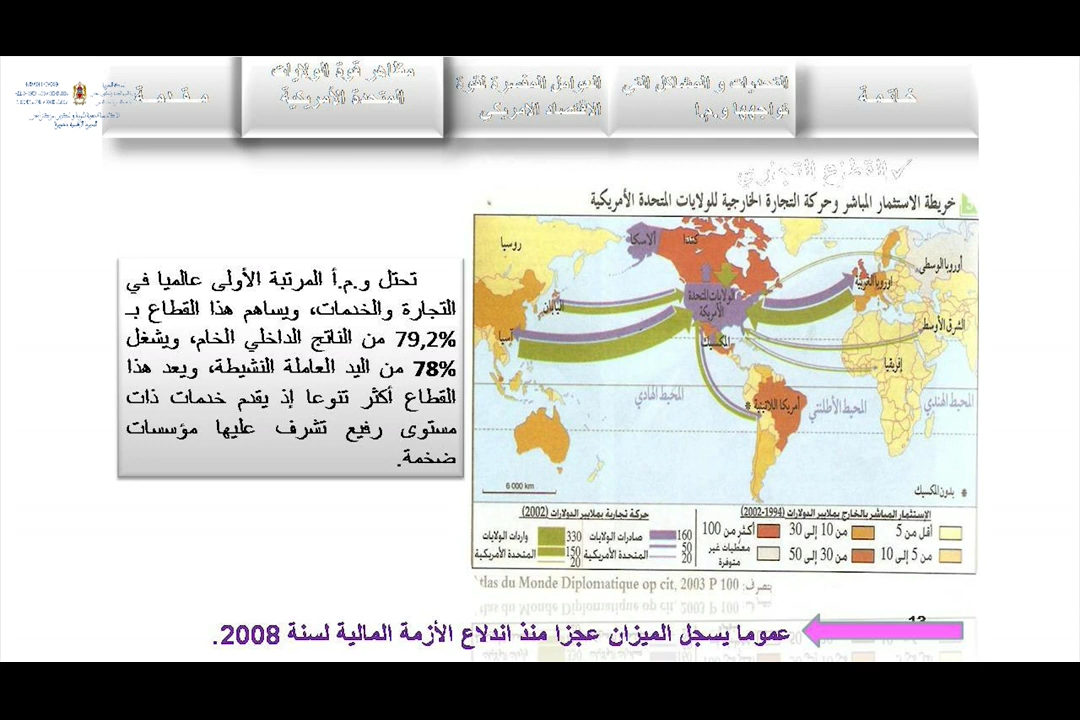 مقدمة
مظاهر قوة الولايات
المتحدة الأمريكية
العوامل المفسرة لقوة
الاقتصاد الأمريكي
التحديات و المشاكل التي
تواجهها و.م.ا
خاتمة
✓القطاع التجاري
خريطة الاستثمار المباشر وحركة التجارة الخارجية للولايات المتحدة الأمريكية
تحتل و.م.أ المرتبة الأولى عالميا في
التجارة والخدمات، ويساهم هذا القطاع بـ
79,2% من الناتج الداخلي الخام، ويشغل
78% من اليد العاملة النشيطة، ويعد هذا
القطاع أكثر تنوعا إذ يقدم خدمات ذات
مستوى رفيع تشرف عليها مؤسسات
ضخمة.
روسيا
ألاسكا
كندا
أوروبا الوسطى
أوروبا الغربية
الولايات المتحدة
الأمريكية
اليابان
آسيا
المكسيك
الشرق الأوسط
إفريقيا
المحيط الهادي
* أمريكا اللاتينية
المحيط الأطلنتي
المحيط الهندي
6 000 km
* بدون المكسيك
الإستثمار المباشر بالخارج بملايير الدولارات (1994-2002)
أقل من 5
من 10 إلى 30
أكثر من 100
من 5 إلى 10
من 30 إلى 50
معطيات غير
متوفرة
حركة تجارية بملايير الدولارات (2002)
صادرات الولايات
المتحدة الأمريكية
160
50
20
واردات الولايات
المتحدة الأمريكية
330
150
20
بتصرف: Atlas du Monde Diplomatique op cit, 2003 P 100
عموما يسجل الميزان عجزا منذ اندلاع الأزمة المالية لسنة 2008.